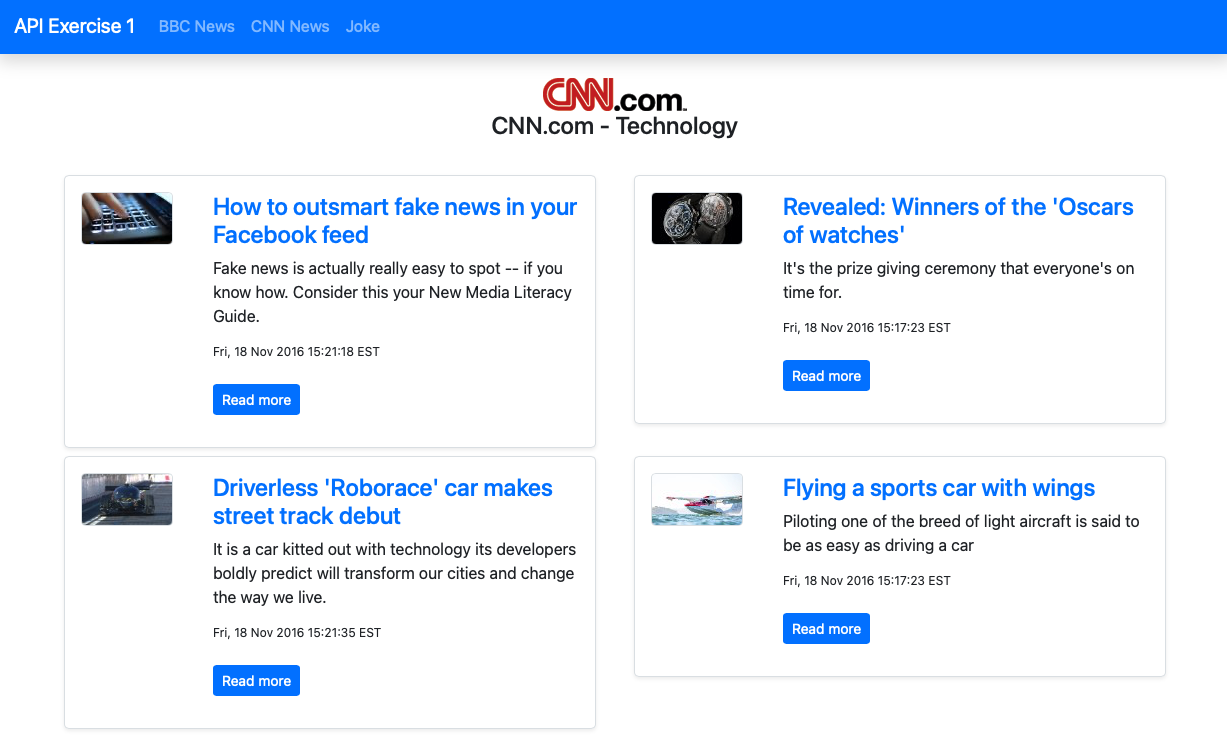 API Exercise 1 BBC News CNN News Joke
CNN.com
CNN.com - Technology
How to outsmart fake news in your
Facebook feed
Fake news is actually really easy to spot -- if you
know how. Consider this your New Media Literacy
Guide.
Fri, 18 Nov 2016 15:21:18 EST
Read more
Revealed: Winners of the 'Oscars
of watches'
It's the prize giving ceremony that everyone's on
time for.
Fri, 18 Nov 2016 15:17:23 EST
Read more
Driverless 'Roborace' car makes
street track debut
It is a car kitted out with technology its developers
boldly predict will transform our cities and change
the way we live.
Fri, 18 Nov 2016 15:21:35 EST
Read more
Flying a sports car with wings
Piloting one of the breed of light aircraft is said to
be as easy as driving a car
Fri, 18 Nov 2016 15:17:23 EST
Read more